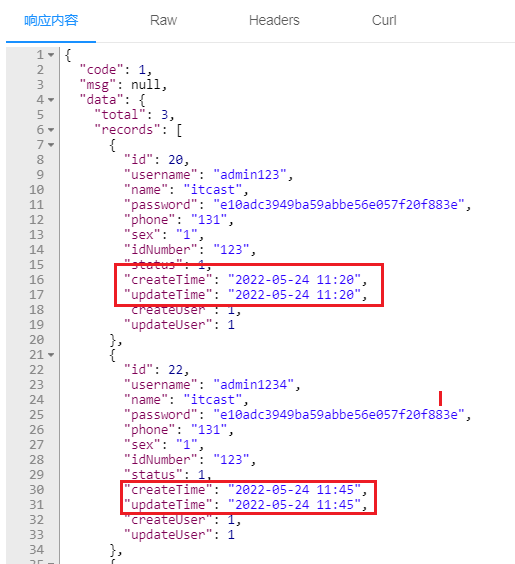 响应内容 Raw Headers Curl
1 {
2 "code": 1,
3 "msg": null,
4 "data": {
5 "total": 3,
6 "records": [
7 {
8 "id": 20,
9 "username": "admin123",
10 "name": "itcast",
11 "password": "e10adc3949ba59abbe56e057f20f883e",
12 "phone": "131",
13 "sex": "1",
14 "idNumber": "123",
15 "status": 1,
16 "createTime": "2022-05-24 11:20",
17 "updateTime": "2022-05-24 11:20",
18 "createUser": 1,
19 "updateUser": 1
20 },
21 {
22 "id": 22,
23 "username": "admin1234",
24 "name": "itcast",
25 "password": "e10adc3949ba59abbe56e057f20f883e",
26 "phone": "131",
27 "sex": "1",
28 "idNumber": "123",
29 "status": 1,
30 "createTime": "2022-05-24 11:45",
31 "updateTime": "2022-05-24 11:45",
32 "createUser": 1,
33 "updateUser": 1
34 },
35 {